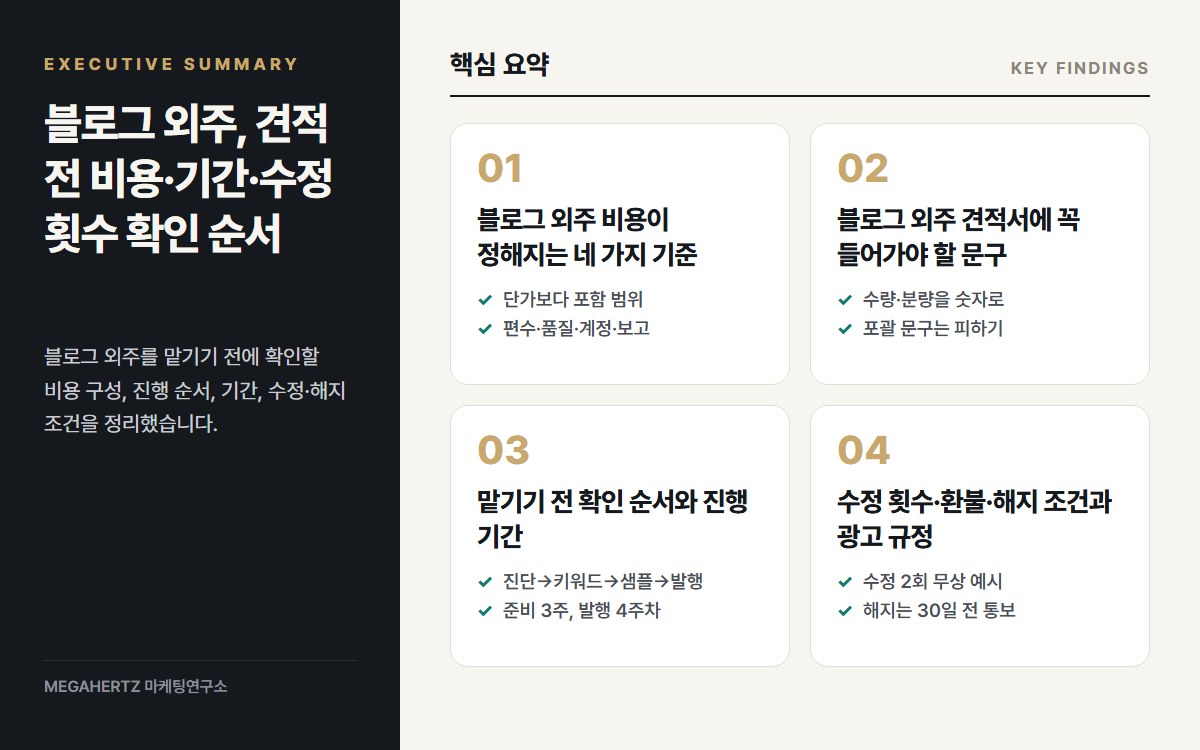 EXECUTIVE SUMMARY
블로그 외주, 견적
전 비용·기간·수정
횟수 확인 순서
블로그 외주를 맡기기 전에 확인할
비용 구성, 진행 순서, 기간, 수정·해지
조건을 정리했습니다.
MEGAHERTZ 마케팅연구소
핵심 요약
KEY FINDINGS
01
블로그 외주 비용이
정해지는 네 가지 기준
✓ 단가보다 포함 범위
✓ 편수·품질·계정·보고
02
블로그 외주 견적서에 꼭
들어가야 할 문구
✓ 수량·분량을 숫자로
✓ 포괄 문구는 피하기
03
맡기기 전 확인 순서와 진행
기간
✓ 진단→키워드→샘플→발행
✓ 준비 3주, 발행 4주차
04
수정 횟수·환불·해지 조건과
광고 규정
✓ 수정 2회 무상 예시
✓ 해지는 30일 전 통보